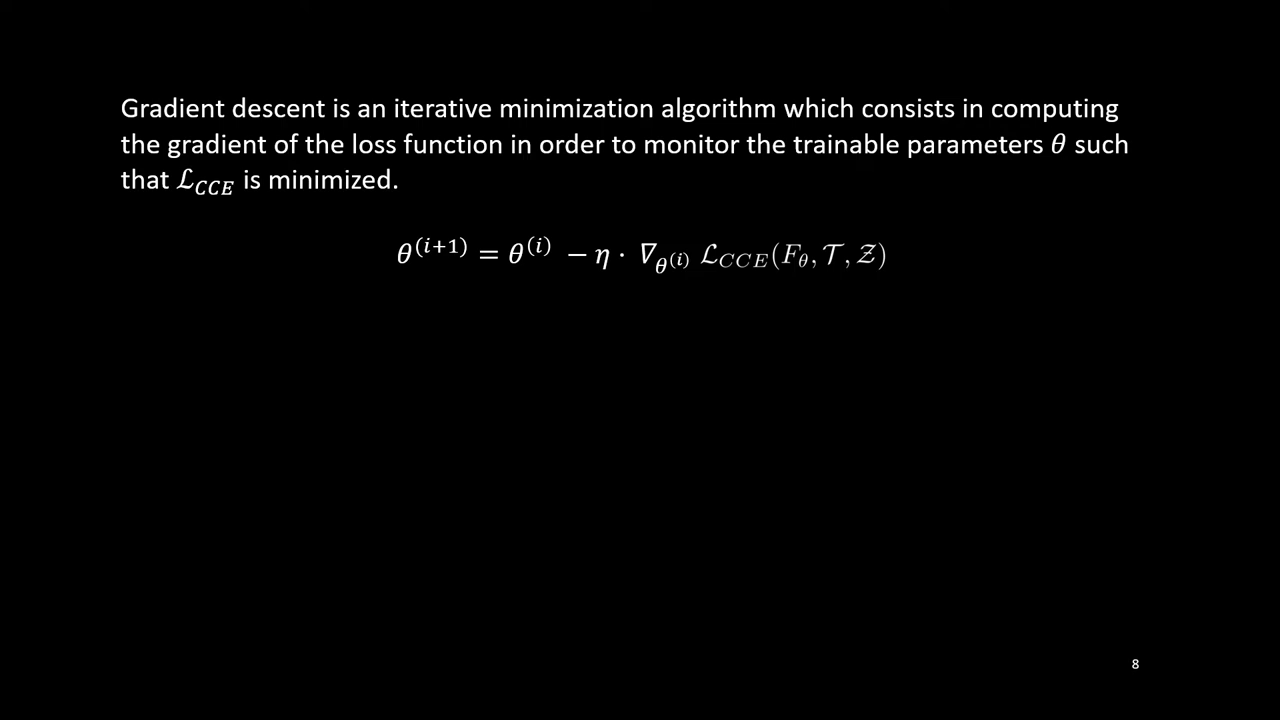 Gradient descent is an iterative minimization algorithm which consists in computing
the gradient of the loss function in order to monitor the trainable parameters θ such
that ℒ_CCE is minimized.
θ^(i+1) = θ^(i) − η · ∇_θ^(i) ℒ_CCE(F_θ, 𝒯, 𝒵)
8